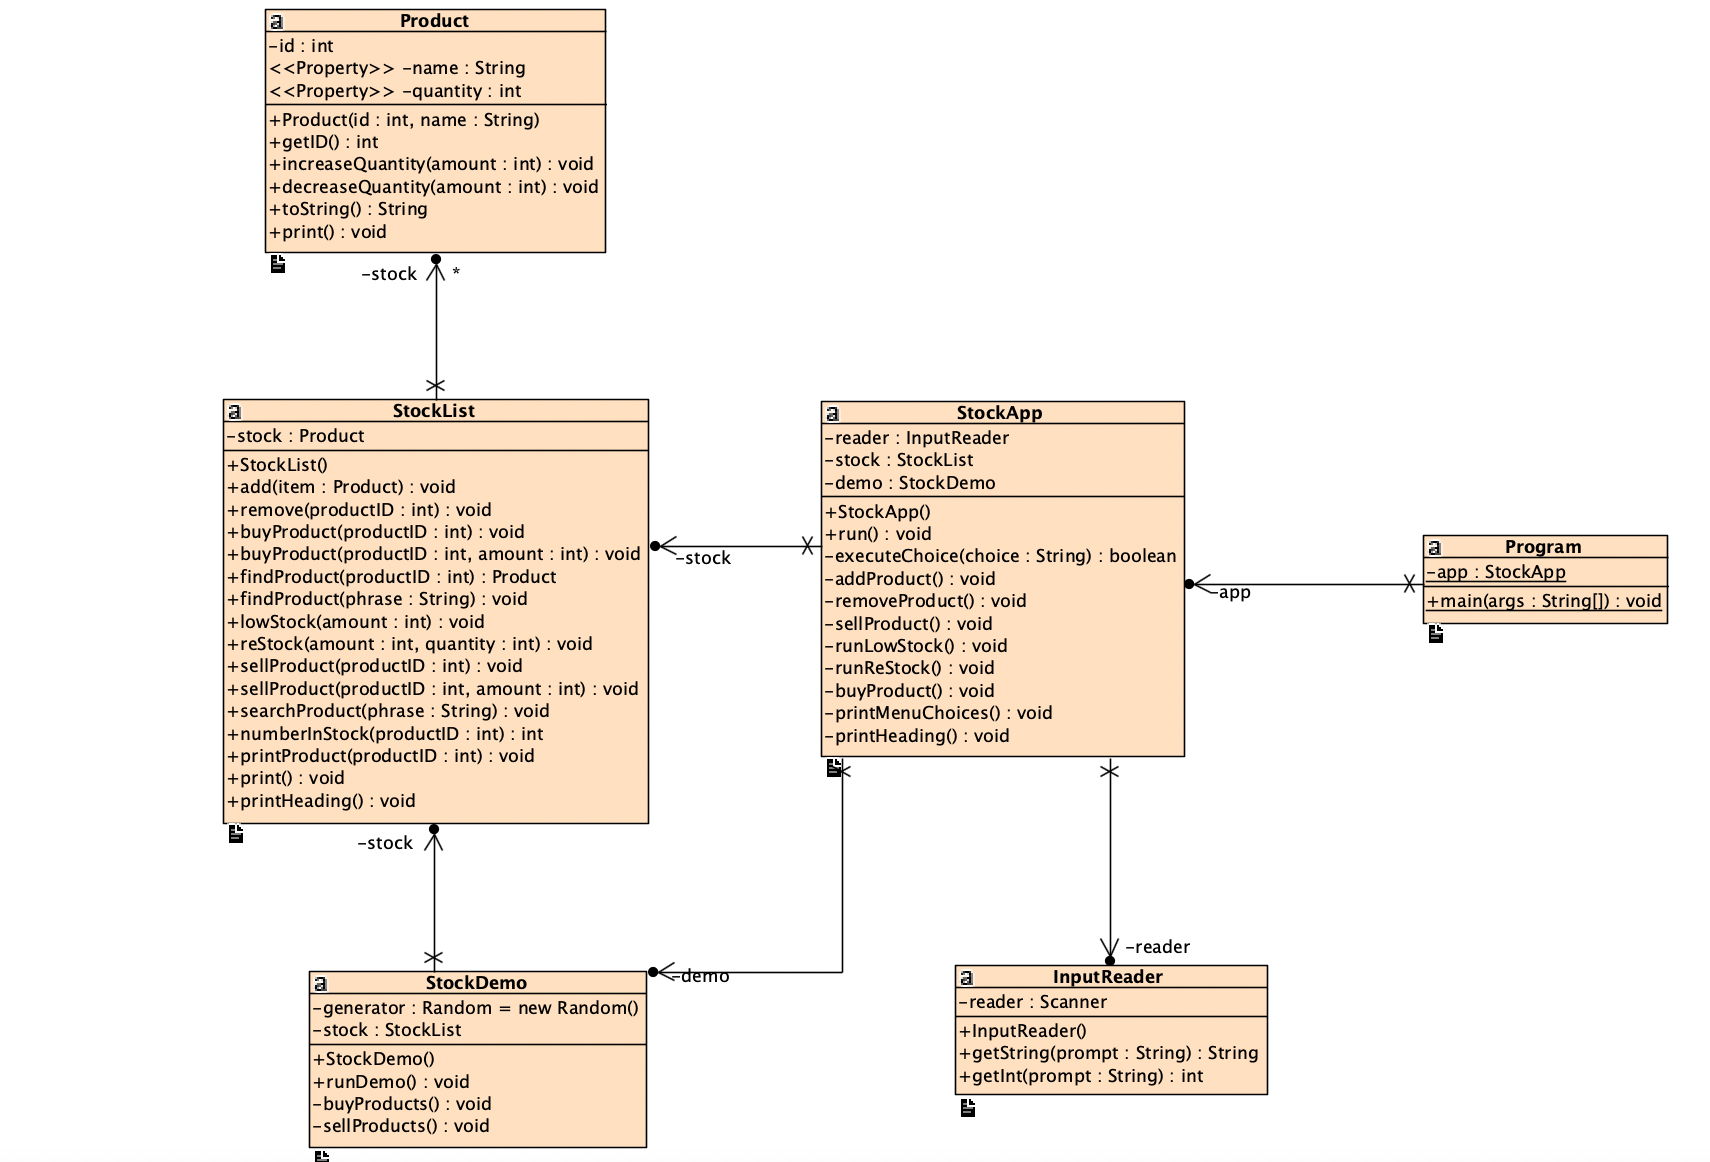 Product
-id : int
<<Property>> -name : String
<<Property>> -quantity : int
+Product(id : int, name : String)
+getID() : int
+increaseQuantity(amount : int) : void
+decreaseQuantity(amount : int) : void
+toString() : String
+print() : void
-stock *
StockList
-stock : Product
+StockList()
+add(item : Product) : void
+remove(productID : int) : void
+buyProduct(productID : int) : void
+buyProduct(productID : int, amount : int) : void
+findProduct(productID : int) : Product
+findProduct(phrase : String) : void
+lowStock(amount : int) : void
+reStock(amount : int, quantity : int) : void
+sellProduct(productID : int) : void
+sellProduct(productID : int, amount : int) : void
+searchProduct(phrase : String) : void
+numberInStock(productID : int) : int
+printProduct(productID : int) : void
+print() : void
+printHeading() : void
-stock
StockApp
-reader : InputReader
-stock : StockList
-demo : StockDemo
+StockApp()
+run() : void
-executeChoice(choice : String) : boolean
-addProduct() : void
-removeProduct() : void
-sellProduct() : void
-runLowStock() : void
-runReStock() : void
-buyProduct() : void
-printMenuChoices() : void
-printHeading() : void
-app
Program
-app : StockApp
+main(args : String[]) : void
-stock
StockDemo
-generator : Random = new Random()
-stock : StockList
+StockDemo()
+runDemo() : void
-buyProducts() : void
-sellProducts() : void
-demo
-reader
InputReader
-reader : Scanner
+InputReader()
+getString(prompt : String) : String
+getInt(prompt : String) : int